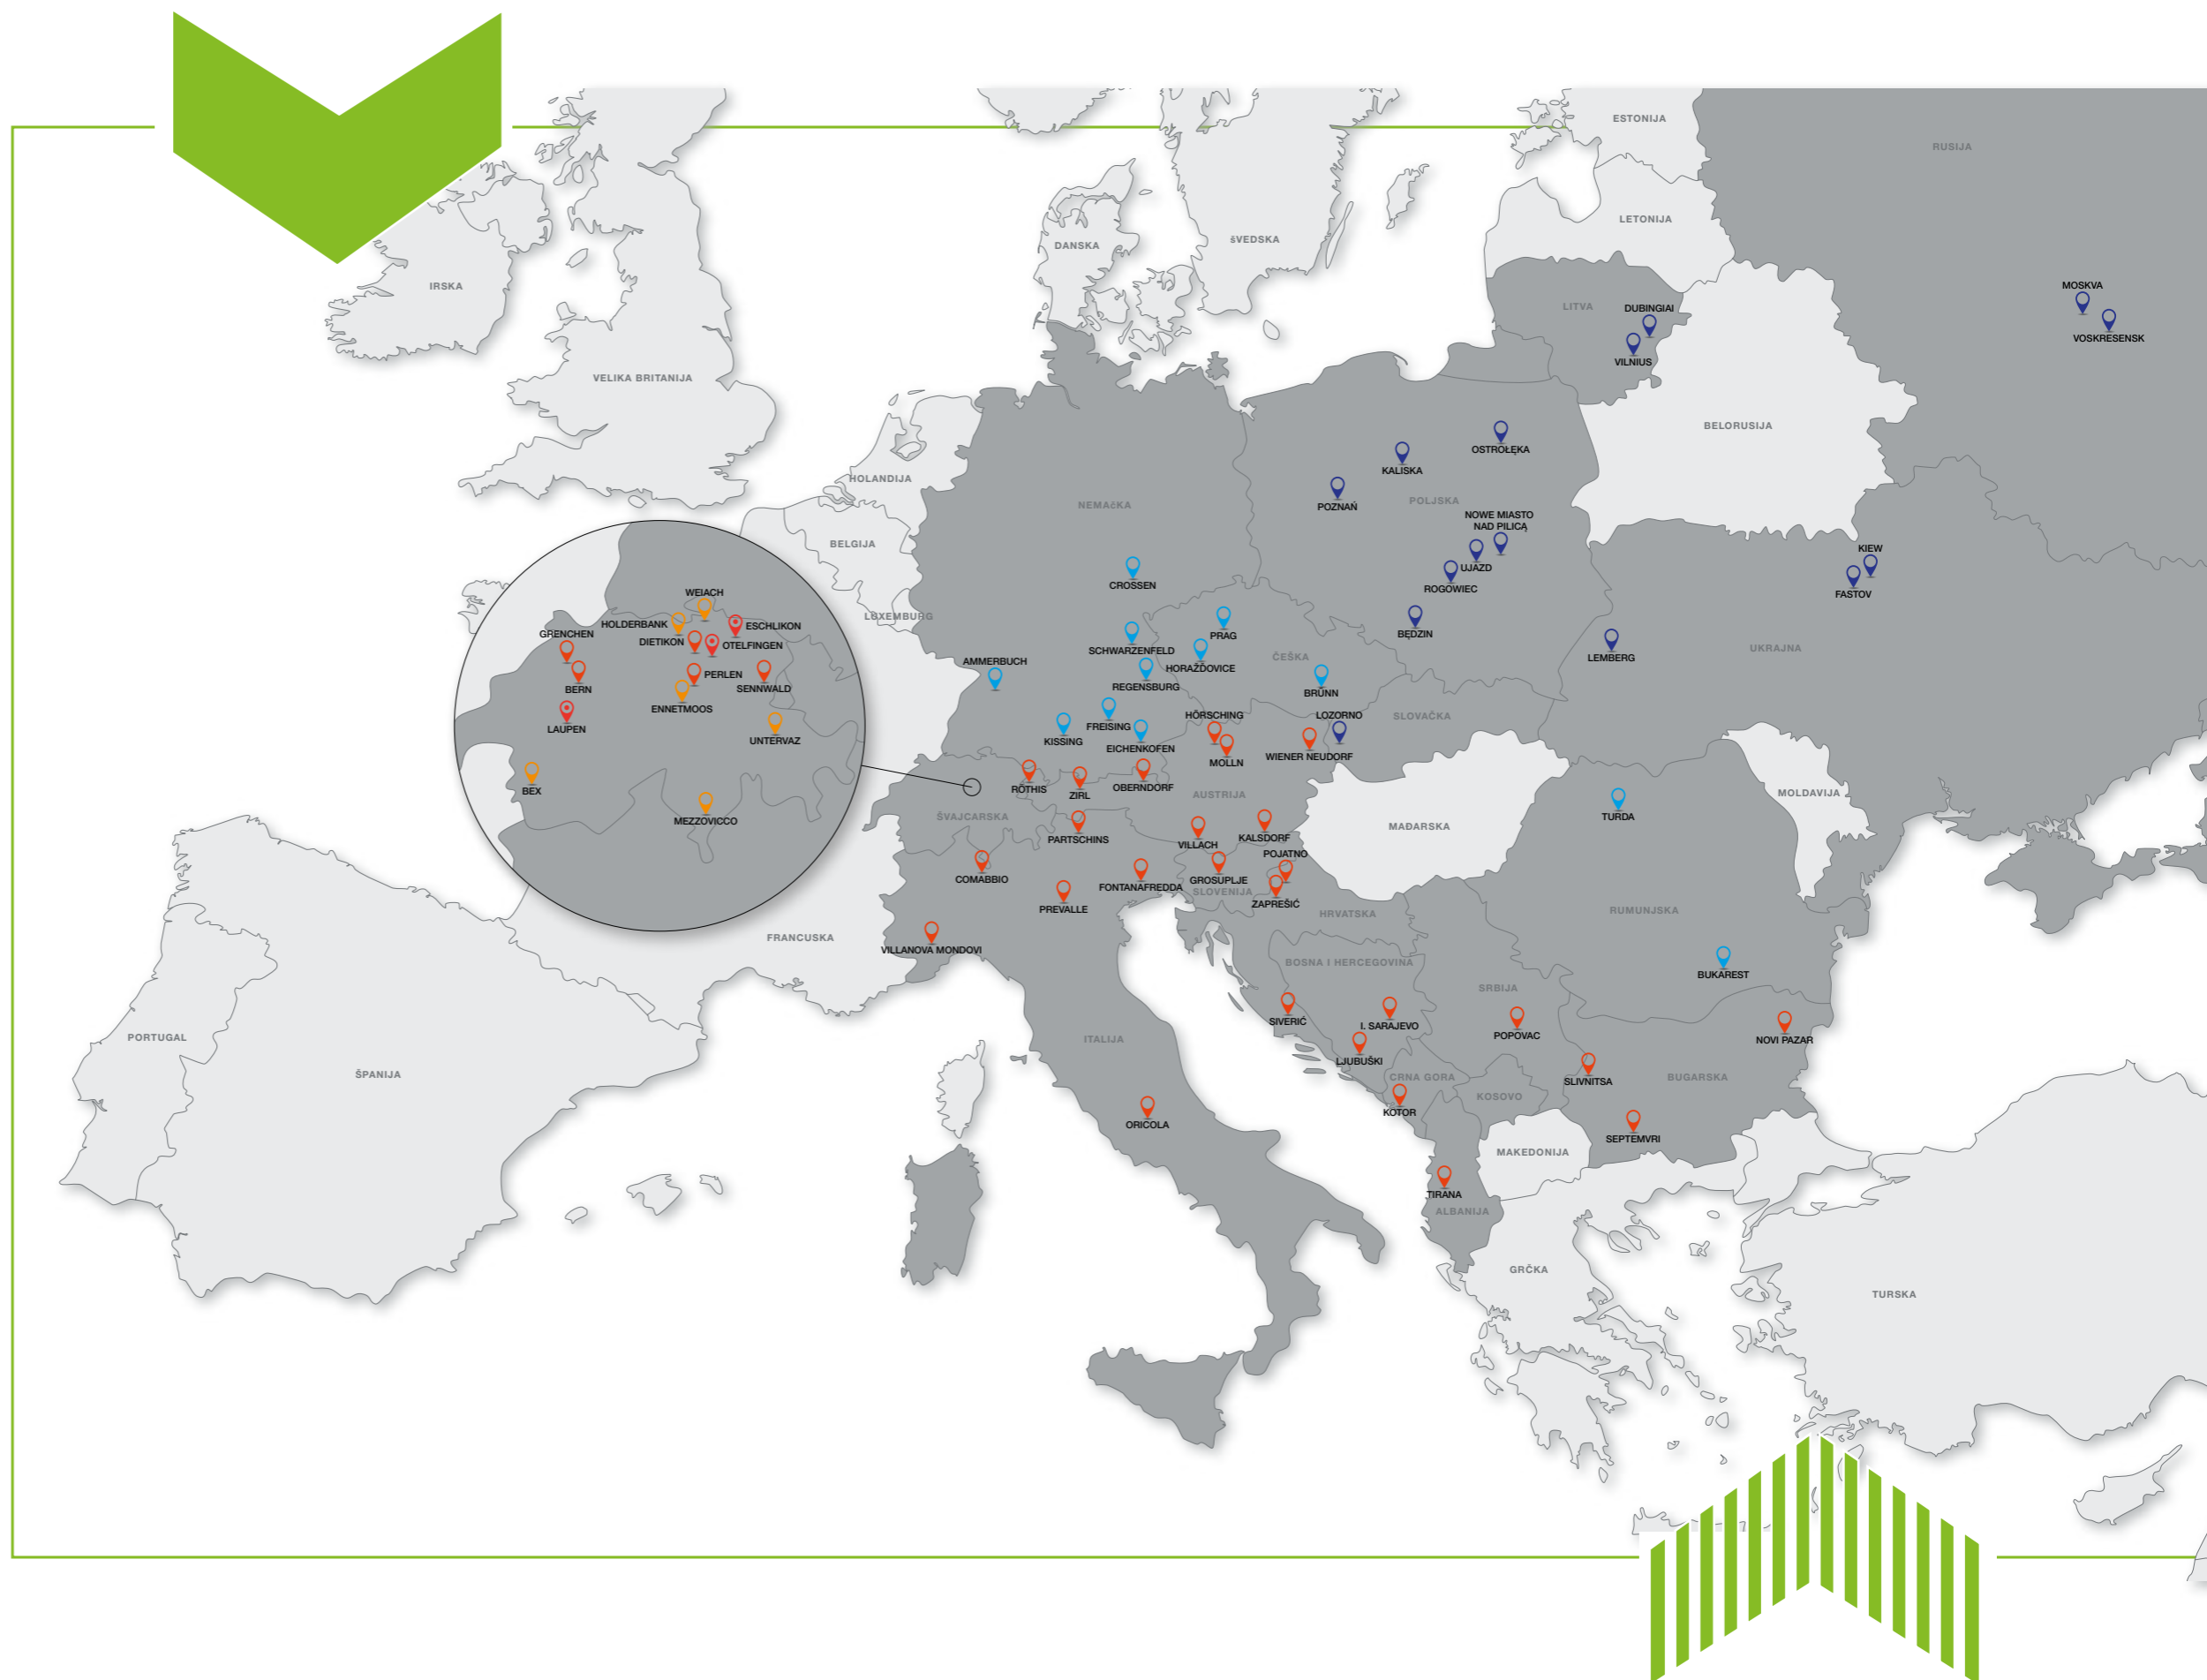 ESTONIJA
RUSIJA
LETONIJA
DANSKA
šVEDSKA
IRSKA
MOSKVA
LITVA
DUBINGIAI
VOSKRESENSK
VILNIUS
VELIKA BRITANIJA
BELORUSIJA
OSTROŁĘKA
KALISKA
HOLANDIJA
POLJSKA
NEMAčKA
POZNAŃ
NOWE MIASTO
NAD PILICĄ
BELGIJA
KIEW
UJAZD
CROSSEN
ROGOWIEC
FASTOV
WEIACH
LUXEMBURG
HOLDERBANK
ESCHLIKON
GRENCHEN
DIETIKON
OTELFINGEN
PRAG
BĘDZIN
SCHWARZENFELD
ČEŠKA
UKRAJNA
LEMBERG
AMMERBUCH
HORAŽĎOVICE
PERLEN
BERN
SENNWALD
REGENSBURG
BRÜNN
ENNETMOOS
HÖRSCHING
LOZORNO
SLOVAČKA
LAUPEN
FREISING
UNTERVAZ
KISSING
EICHENKOFEN
WIENER NEUDORF
MOLLN
BEX
RÖTHIS
ZIRL
OBERNDORF
AUSTRIJA
MOLDAVIJA
ŠVAJCARSKA
TURDA
MEZZOVICCO
MAĐARSKA
PARTSCHINS
VILLACH
KALSDORF
POJATNO
COMABBIO
FONTANAFREDDA
GROSUPLJE
SLOVENIJA
ZAPREŠIĆ
PREVALLE
HRVATSKA
RUMUNJSKA
FRANCUSKA
VILLANOVA MONDOVI
BOSNA I HERCEGOVINA
BUKAREST
SRBIJA
SIVERIĆ
I. SARAJEVO
POPOVAC
PORTUGAL
ITALIJA
NOVI PAZAR
LJUBUŠKI
ŠPANIJA
CRNA GORA
SLIVNITSA
BUGARSKA
KOSOVO
KOTOR
ORICOLA
SEPTEMVRI
MAKEDONIJA
TIRANA
ALBANIJA
GRČKA
TURSKA